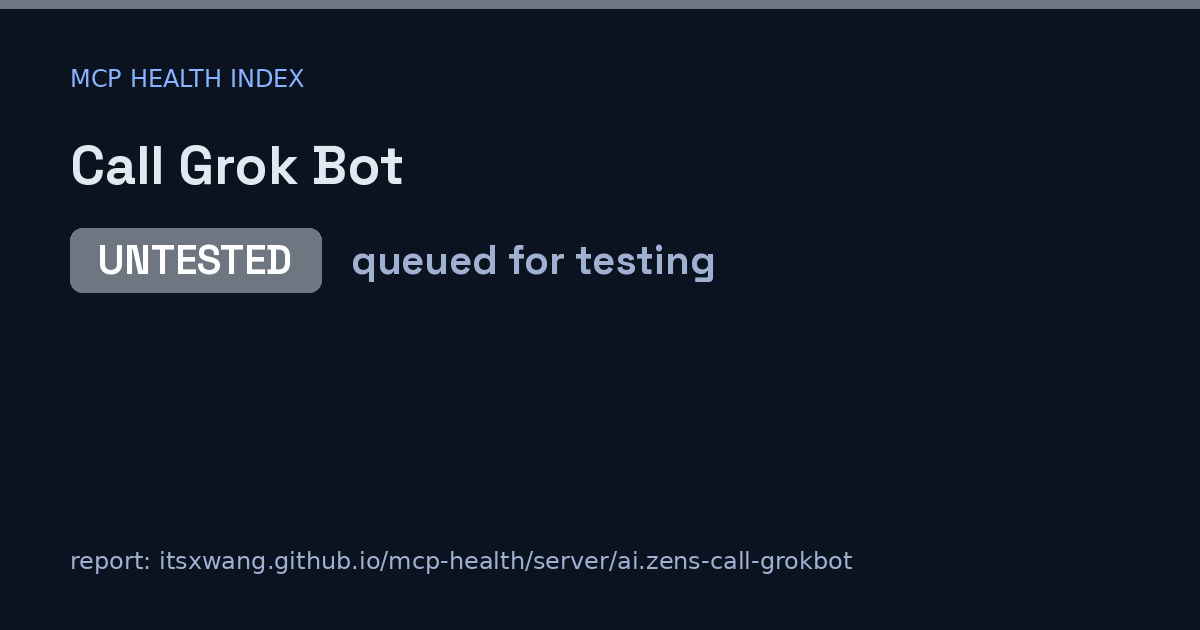 MCP HEALTH INDEX
Call Grok Bot
UNTESTED queued for testing
report: itsxwang.github.io/mcp-health/server/ai.zens-call-grokbot